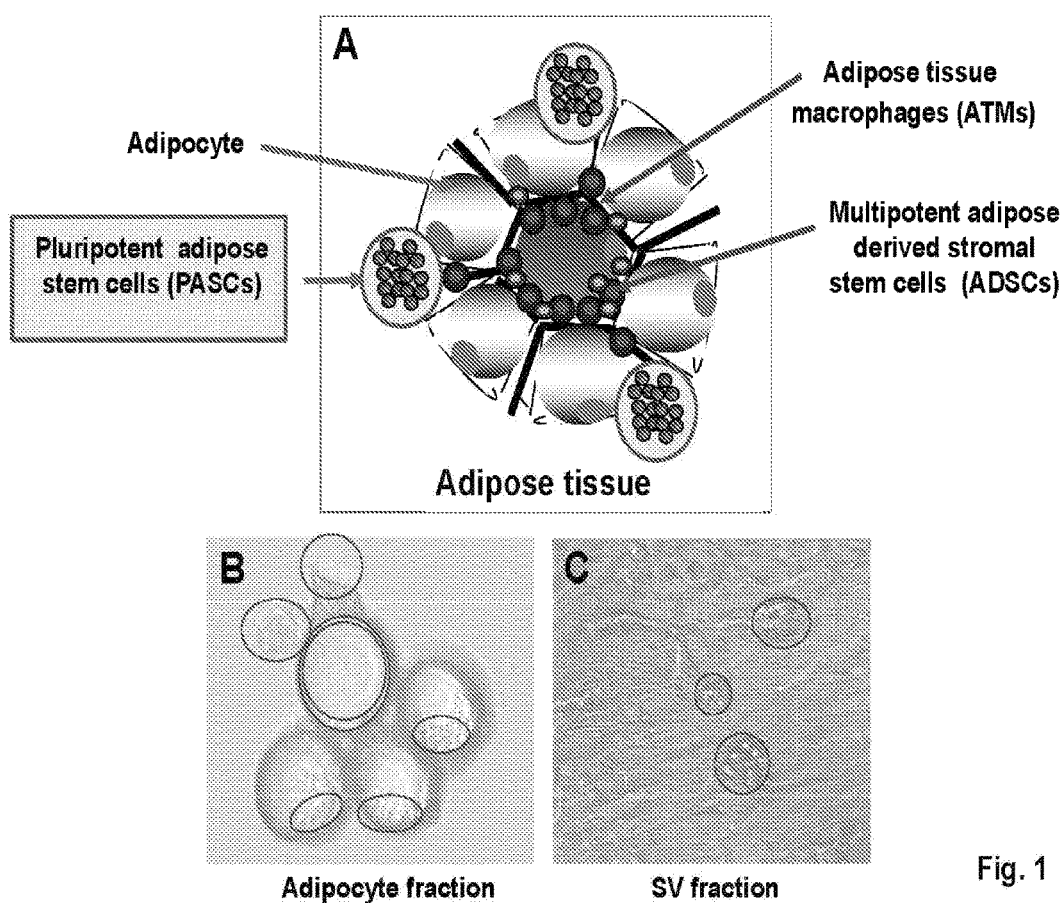 A
Adipose tissue
macrophages (ATMs)
Adipocyte
Pluripotent adipose
stem cells (PASCs)
Multipotent adipose
derived stromal
stem cells (ADSCs)
Adipose tissue
B
C
Adipocyte fraction
SV fraction
Fig. 1